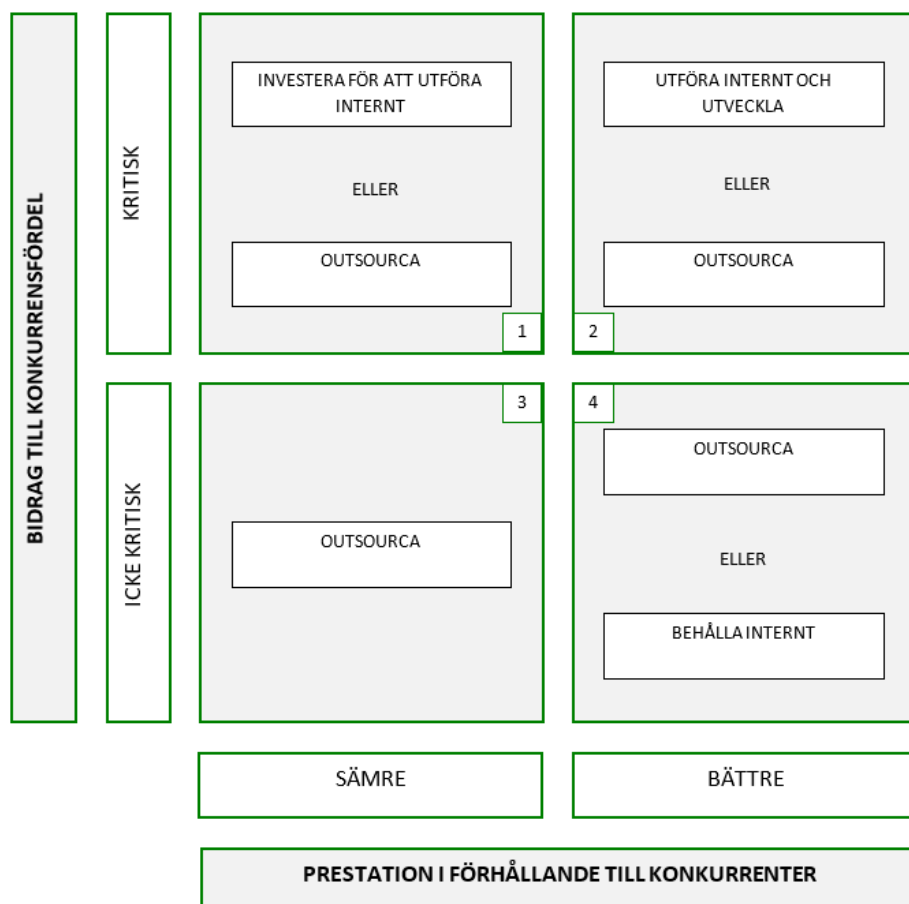 BIDRAG TILL KONKURRENSFÖRDEL
KRITISK
INVESTERA FÖR ATT UTFÖRA
INTERNT
ELLER
OUTSOURCA
1
UTFÖRA INTERNT OCH
UTVECKLA
ELLER
OUTSOURCA
2
ICKE KRITISK
3
OUTSOURCA
4
OUTSOURCA
ELLER
BEHÅLLA INTERNT
SÄMRE
BÄTTRE
PRESTATION I FÖRHÅLLANDE TILL KONKURRENTER